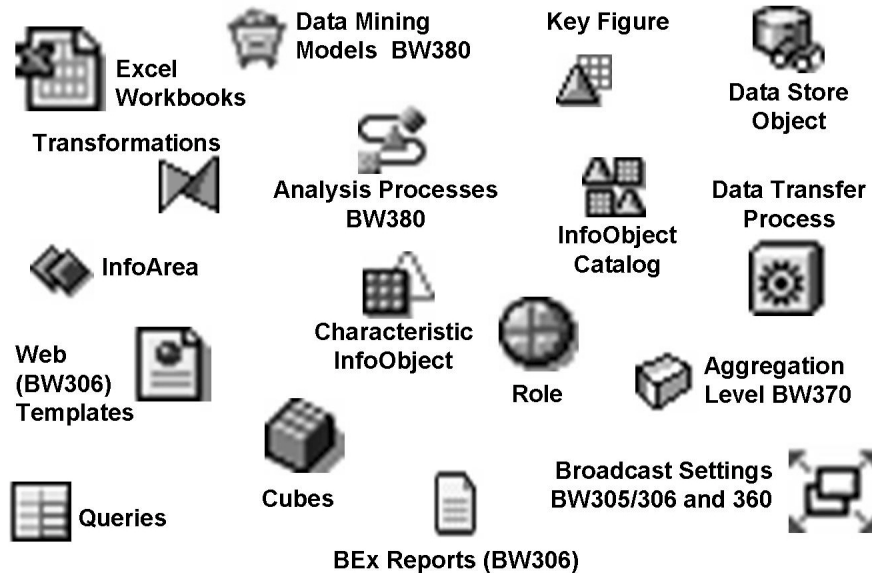 Data Mining
Models BW380
Key Figure
Excel
Workbooks
Data Store
Object
Transformations
Analysis Processes
BW380
Data Transfer
Process
InfoObject
Catalog
InfoArea
Characteristic
InfoObject
Web
(BW306)
Templates
Role
Aggregation
Level BW370
Broadcast Settings
BW305/306 and 360
Cubes
Queries
BEx Reports (BW306)